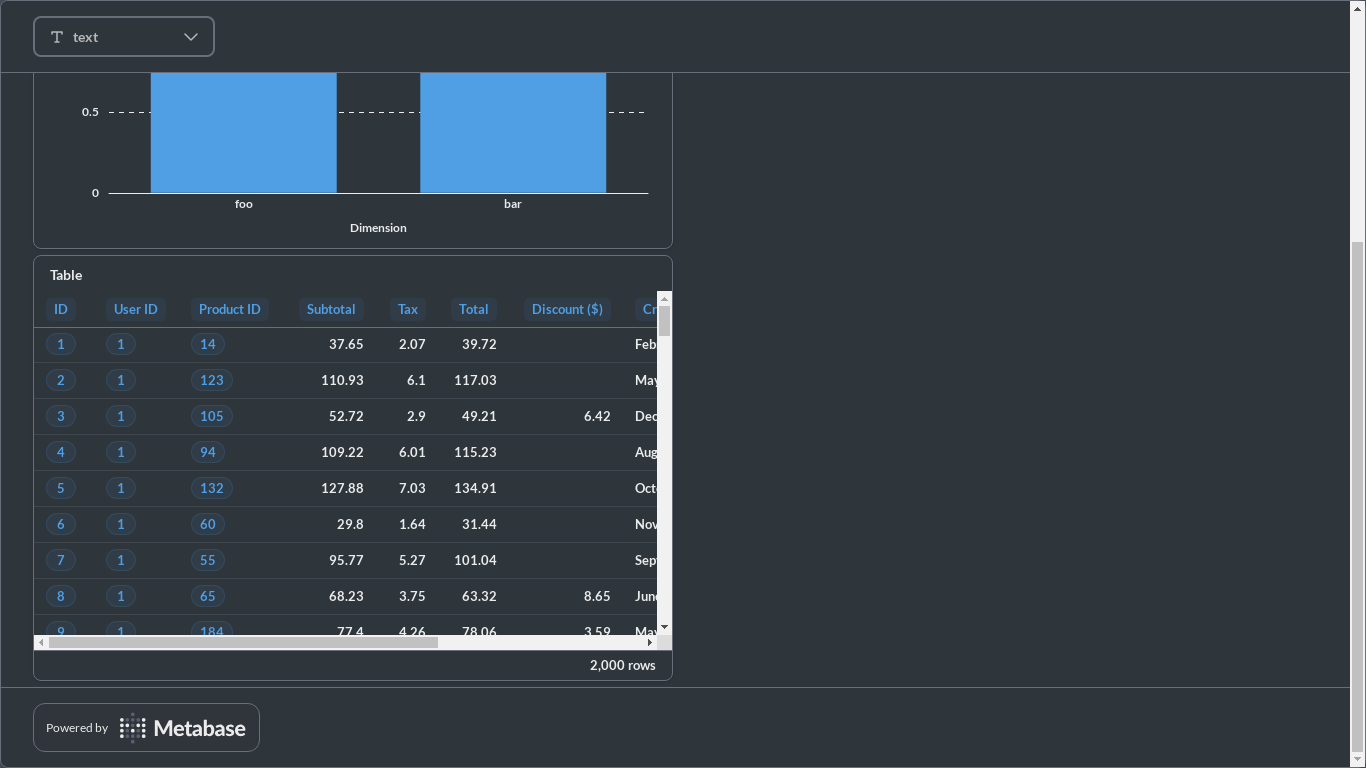 text
0.5
0
foo bar
Dimension
Table
ID User ID Product ID Subtotal Tax Total Discount ($) Cr
1 1 14 37.65 2.07 39.72 Feb
2 1 123 110.93 6.1 117.03 May
3 1 105 52.72 2.9 49.21 6.42 Dec
4 1 94 109.22 6.01 115.23 Aug
5 1 132 127.88 7.03 134.91 Octo
6 1 60 29.8 1.64 31.44 Nov
7 1 55 95.77 5.27 101.04 Sept
8 1 65 68.23 3.75 63.32 8.65 June
9 1 184 77.4 4.26 78.06 3.59 May
2,000 rows
Powered by Metabase